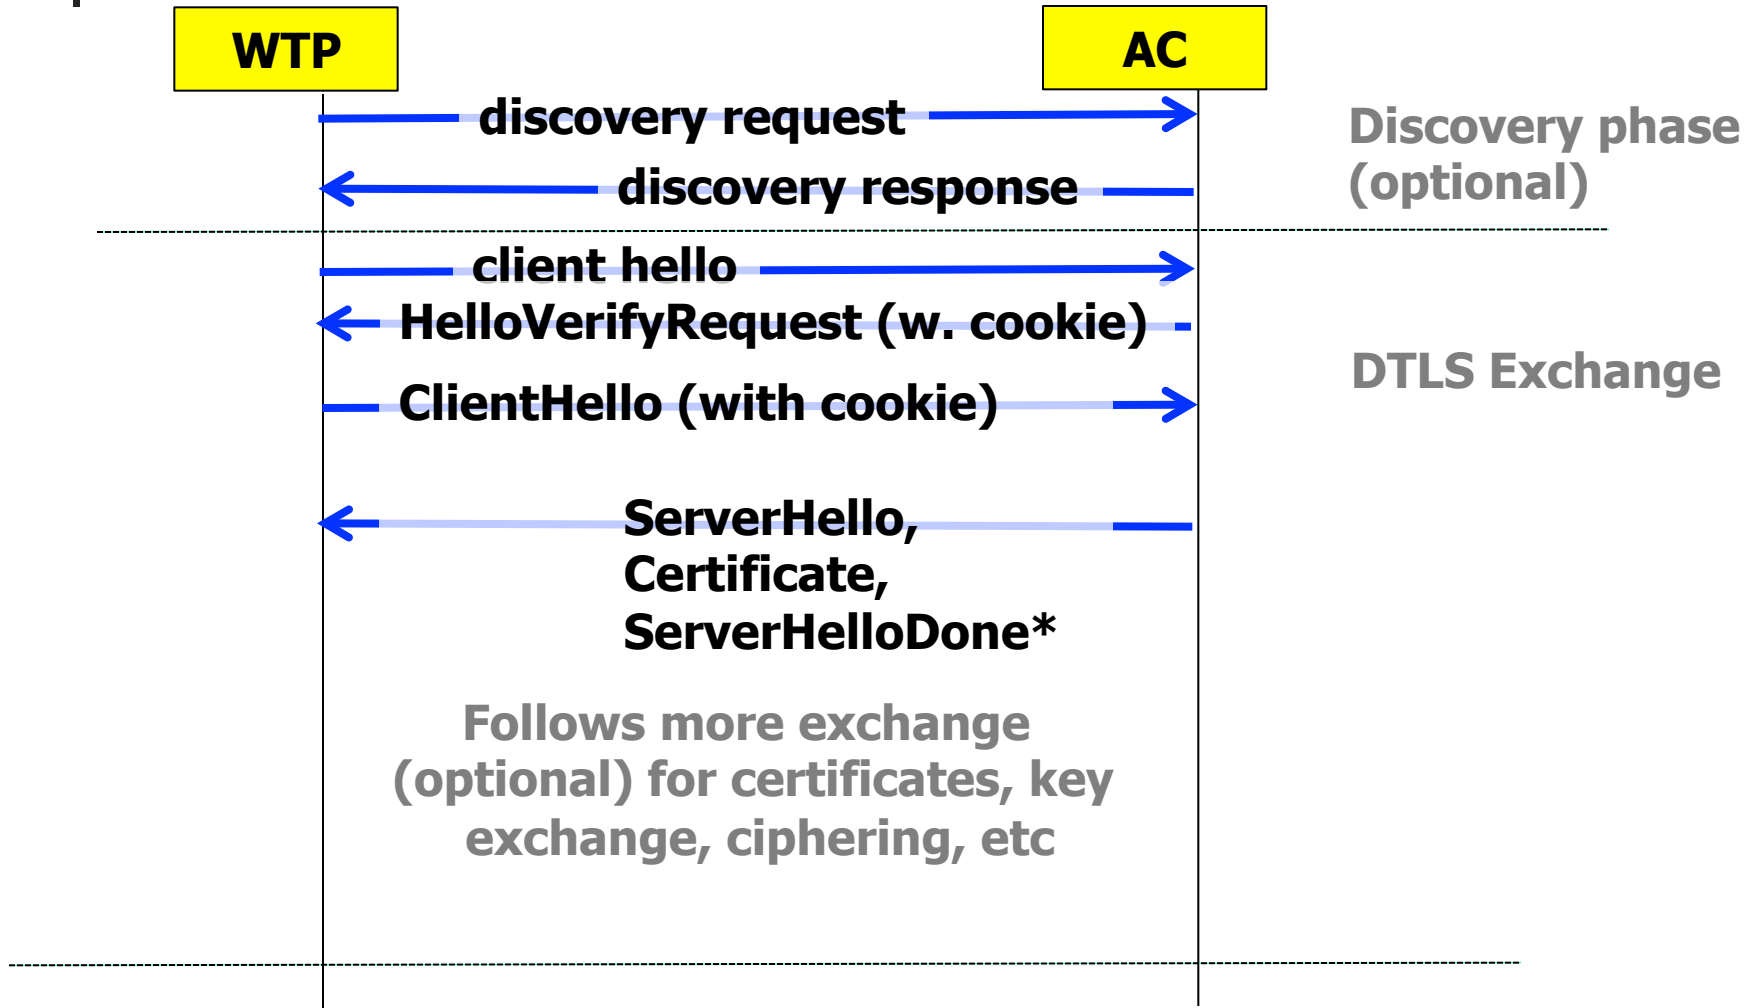 WTP
AC
discovery request
Discovery phase
(optional)
discovery response
client hello
HelloVerifyRequest (w. cookie)
DTLS Exchange
ClientHello (with cookie)
ServerHello,
Certificate,
ServerHelloDone*
Follows more exchange
(optional) for certificates, key
exchange, ciphering, etc